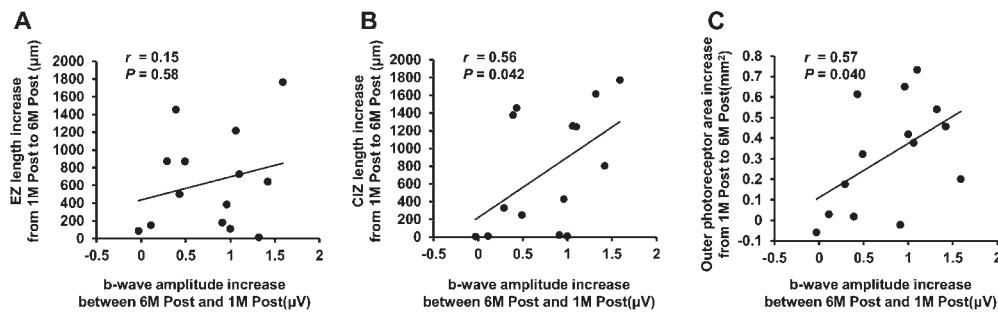 A
B
C
r = 0.15
P = 0.58
EZ length increase
from 1M Post to 6M Post (µm)
2000
1800
1600
1400
1200
1000
800
600
400
200
0
-0.5
0
0.5
1
1.5
2
b-wave amplitude increase
between 6M Post and 1M Post(µV)
r = 0.56
P = 0.042
CIZ length increase
from 1M Post to 6M Post (µm)
2000
1800
1600
1400
1200
1000
800
600
400
200
0
-0.5
0
0.5
1
1.5
2
b-wave amplitude increase
between 6M Post and 1M Post(µV)
r = 0.57
P = 0.040
Outer photoreceptor area increase
from 1M Post to 6M Post(mm²)
0.8
0.7
0.6
0.5
0.4
0.3
0.2
0.1
0
-0.1
-0.5
0
0.5
1
1.5
2
b-wave amplitude increase
between 6M Post and 1M Post(µV)